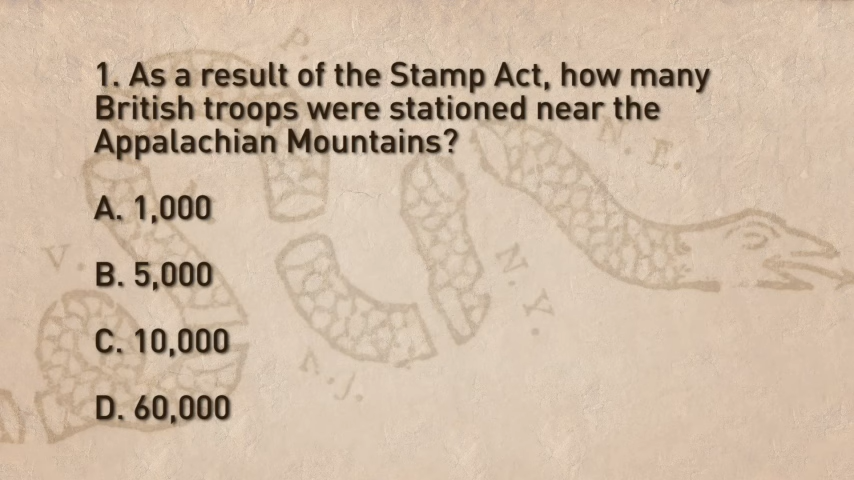 1. As a result of the Stamp Act, how many
British troops were stationed near the
Appalachian Mountains?
A. 1,000
B. 5,000
C. 10,000
D. 60,000
P.
N. E.
V.
N. Y.
N. J.